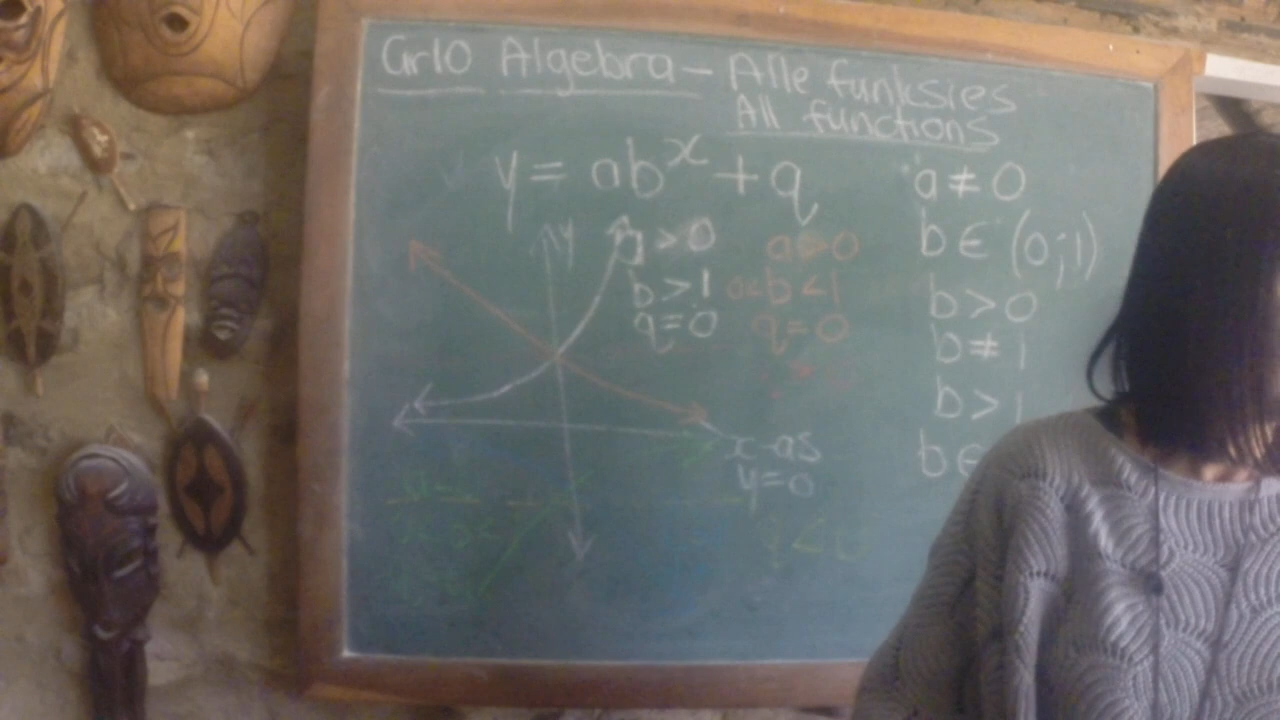 Gr10 Algebra – Alle funksies
All functions
y = ab^x + q
a ≠ 0
b ∈ (0;1)
b > 0
b ≠ 1
b > 1
b ∈
y
a > 0
b > 1
q = 0
a > 0
0<b<1
q = 0
x-as
y=0